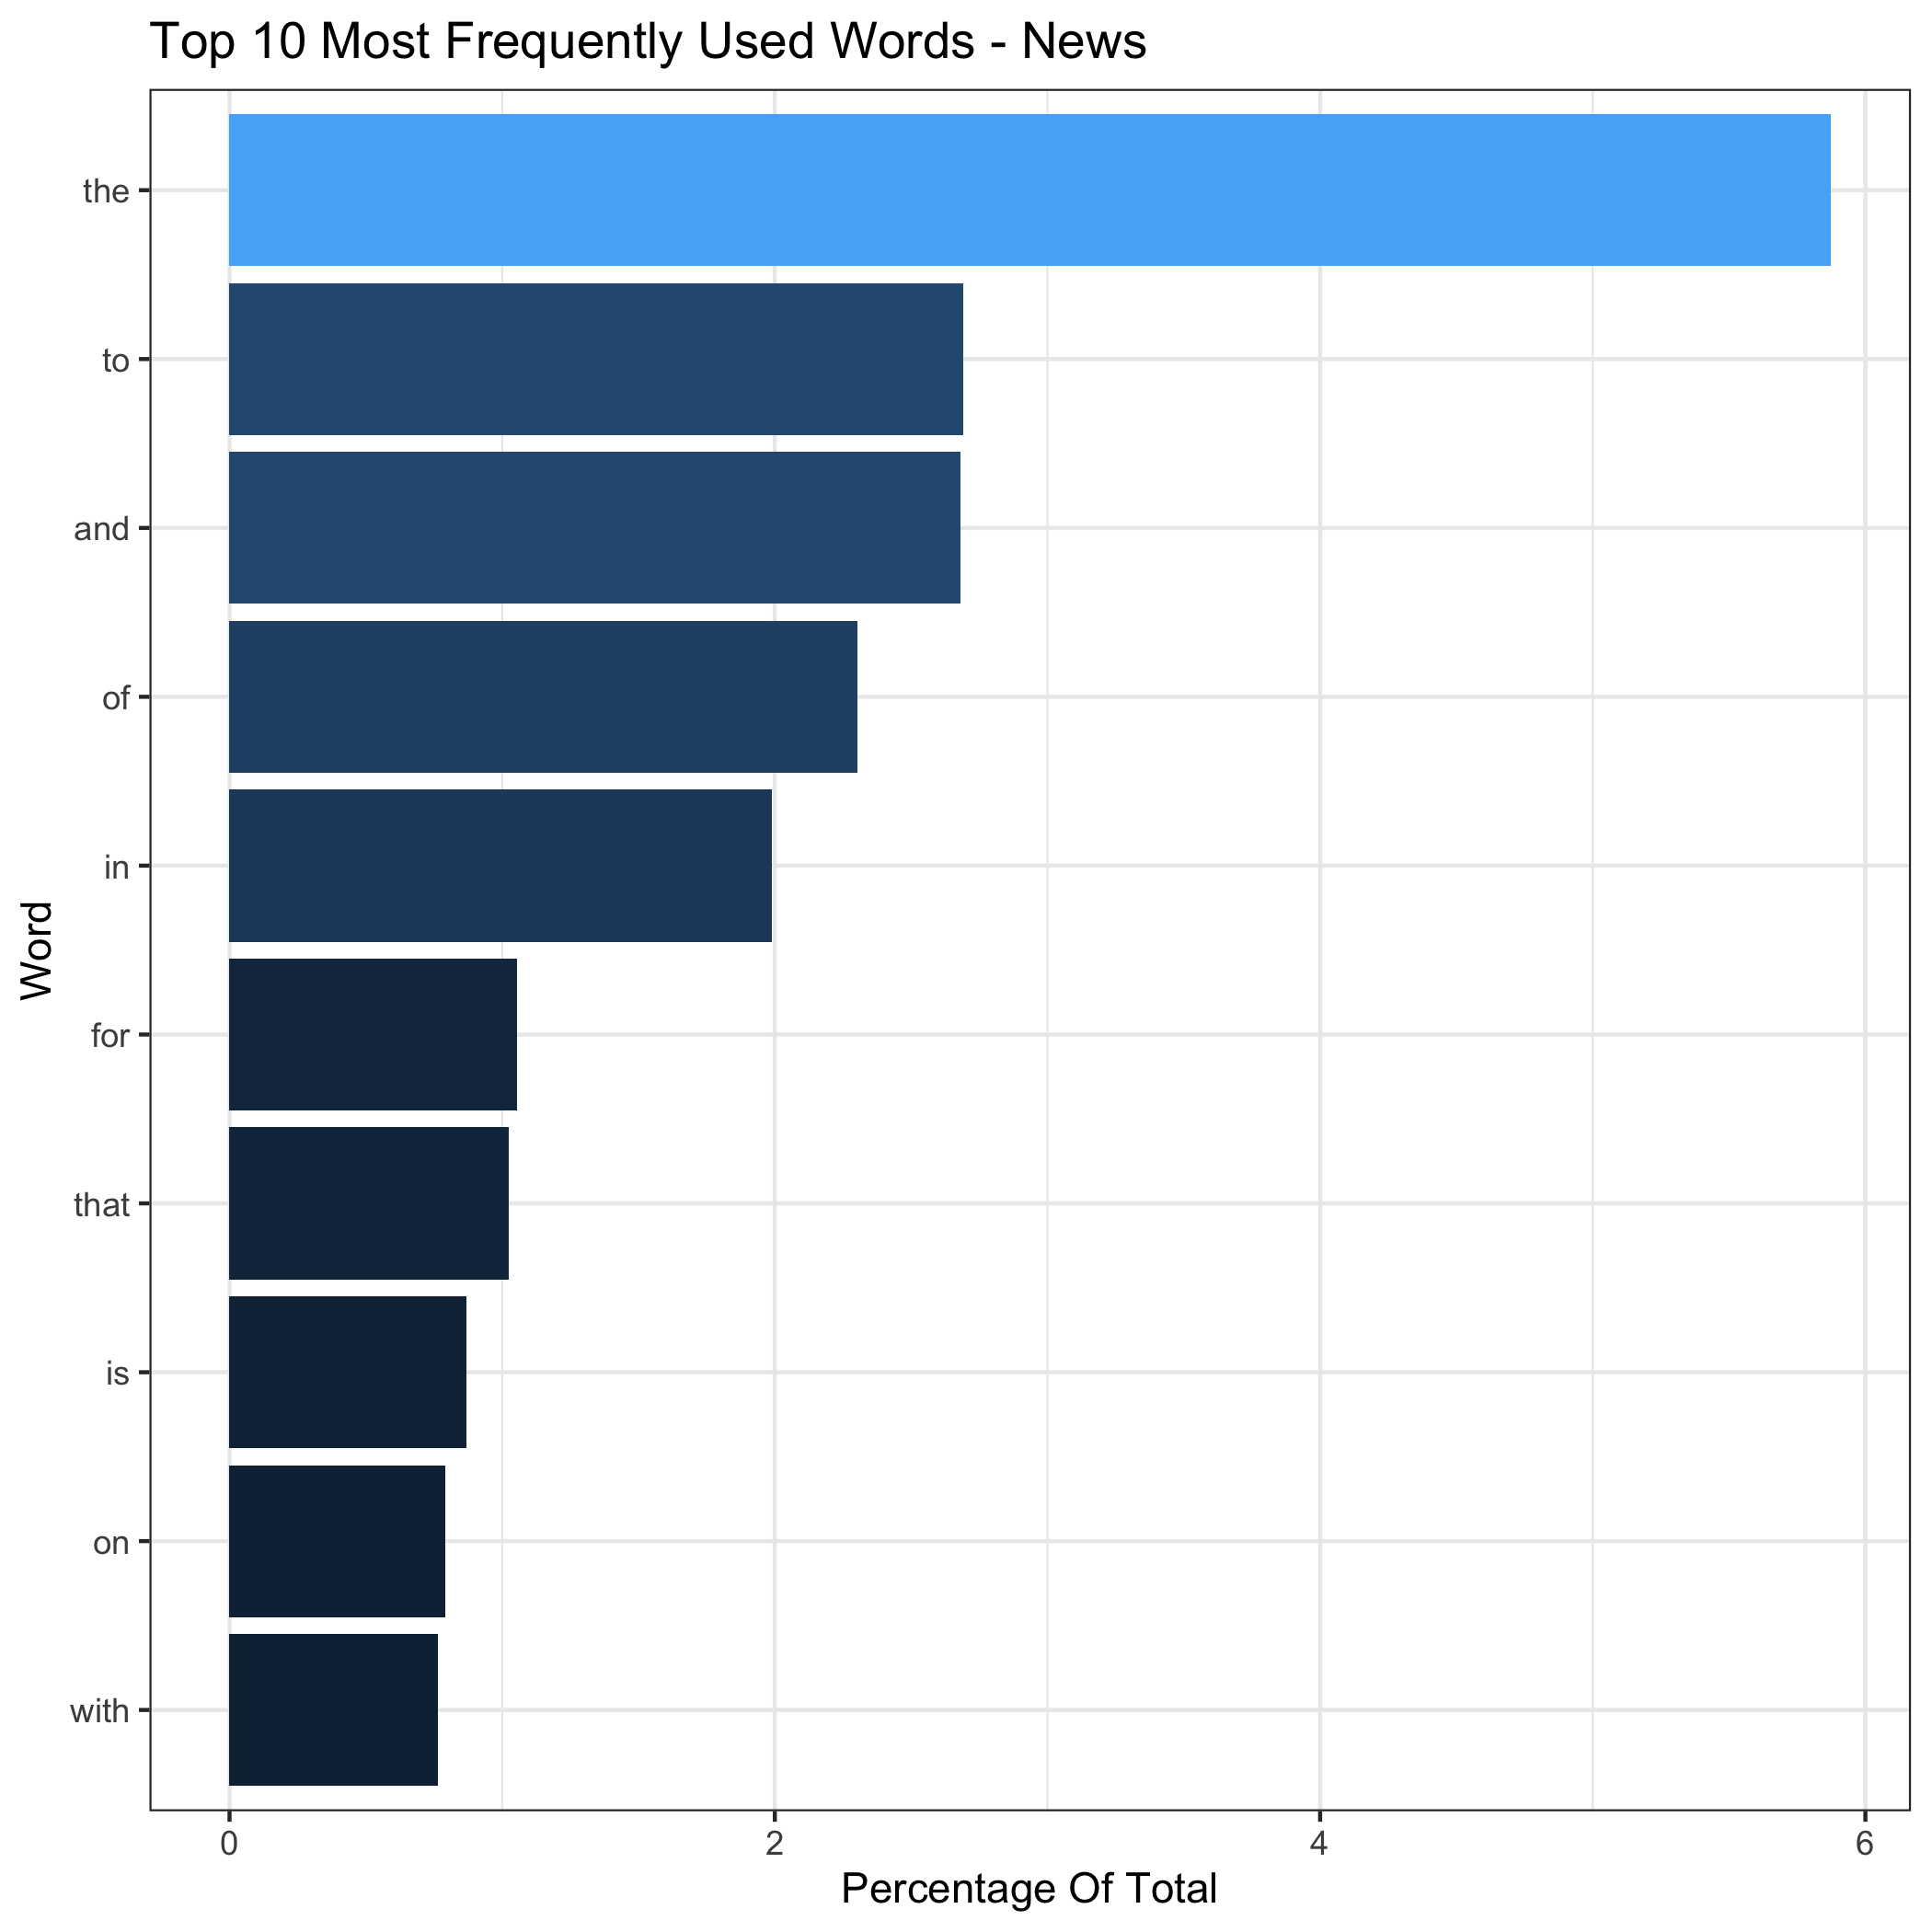 Top 10 Most Frequently Used Words - News
the
to
and
of
in
for
that
is
on
with
Word
0 2 4 6
Percentage Of Total